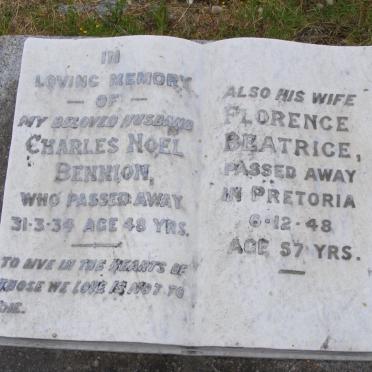 IN
LOVING MEMORY
— OF —
MY BELOVED HUSBAND
CHARLES NOEL
BENNION,
WHO PASSED AWAY
31-3-34 AGE 48 YRS.
TO LIVE IN THE HEARTS OF
THOSE WE LOVE IS NOT TO
DIE.
ALSO HIS WIFE
FLORENCE
BEATRICE,
PASSED AWAY
IN PRETORIA
6-12-48
AGE 57 YRS.